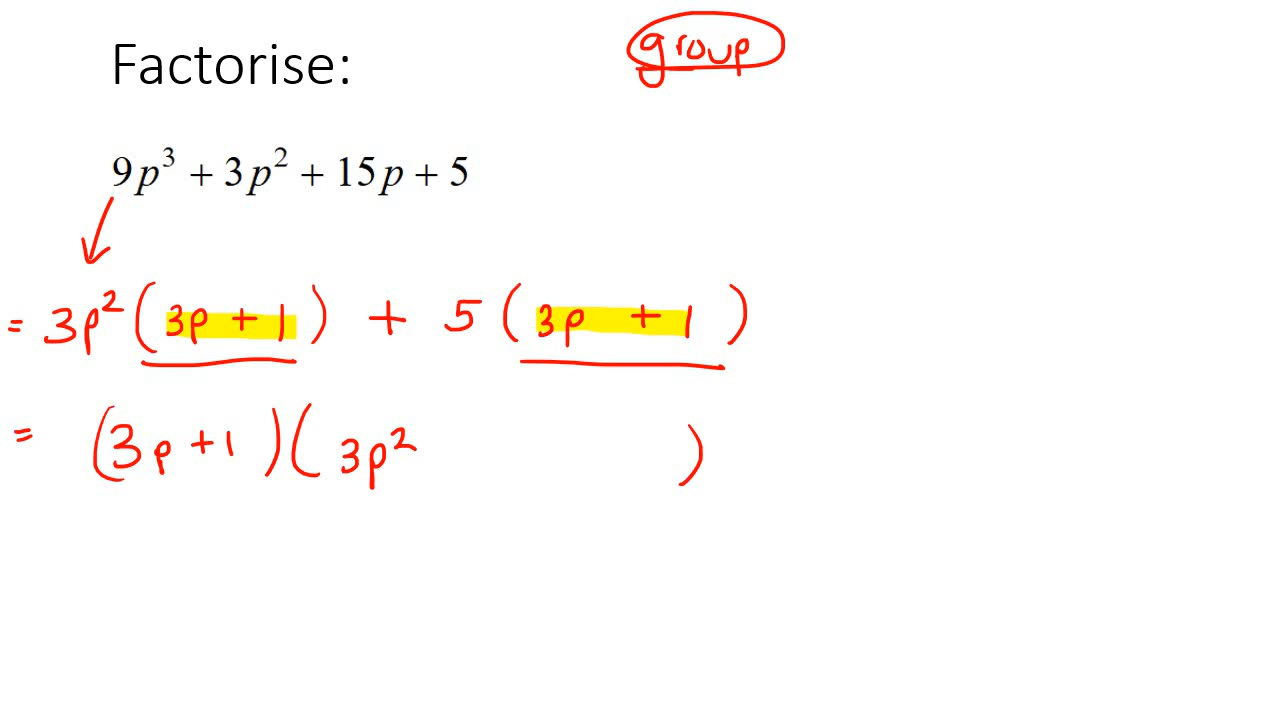 Factorise:
group
9p³ + 3p² + 15p + 5
= 3p² (3p + 1) + 5 (3p + 1)
= (3p + 1)(3p² )